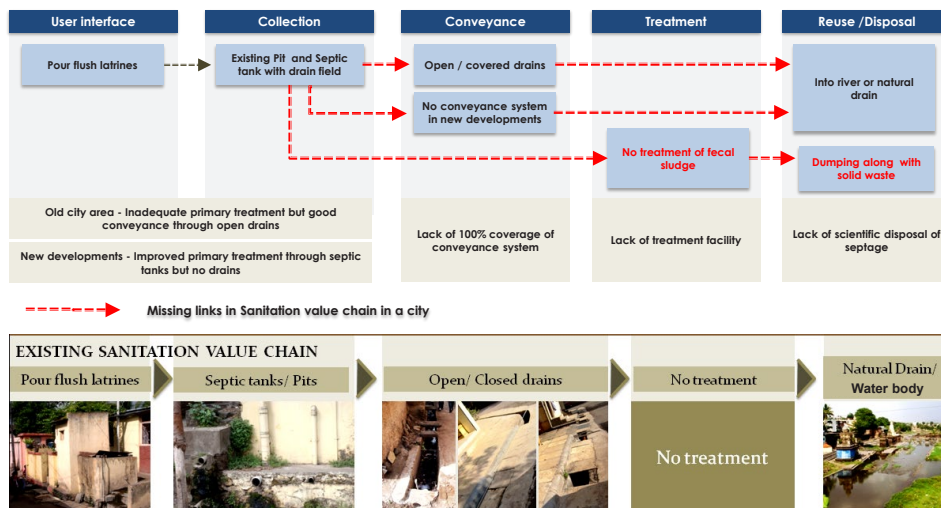 User interface
Collection
Conveyance
Treatment
Reuse /Disposal
Pour flush latrines
Existing Pit and Septic
tank with drain field
Open / covered drains
Into river or natural
drain
No conveyance system
in new developments
No treatment of fecal
sludge
Dumping along with
solid waste
Old city area - Inadequate primary treatment but good
conveyance through open drains
New developments - Improved primary treatment through septic
tanks but no drains
Lack of 100% coverage of
conveyance system
Lack of treatment facility
Lack of scientific disposal of
septage
Missing links in Sanitation value chain in a city
EXISTING SANITATION VALUE CHAIN
Pour flush latrines
Septic tanks/ Pits
Open/ Closed drains
No treatment
Natural Drain/
Water body
No treatment